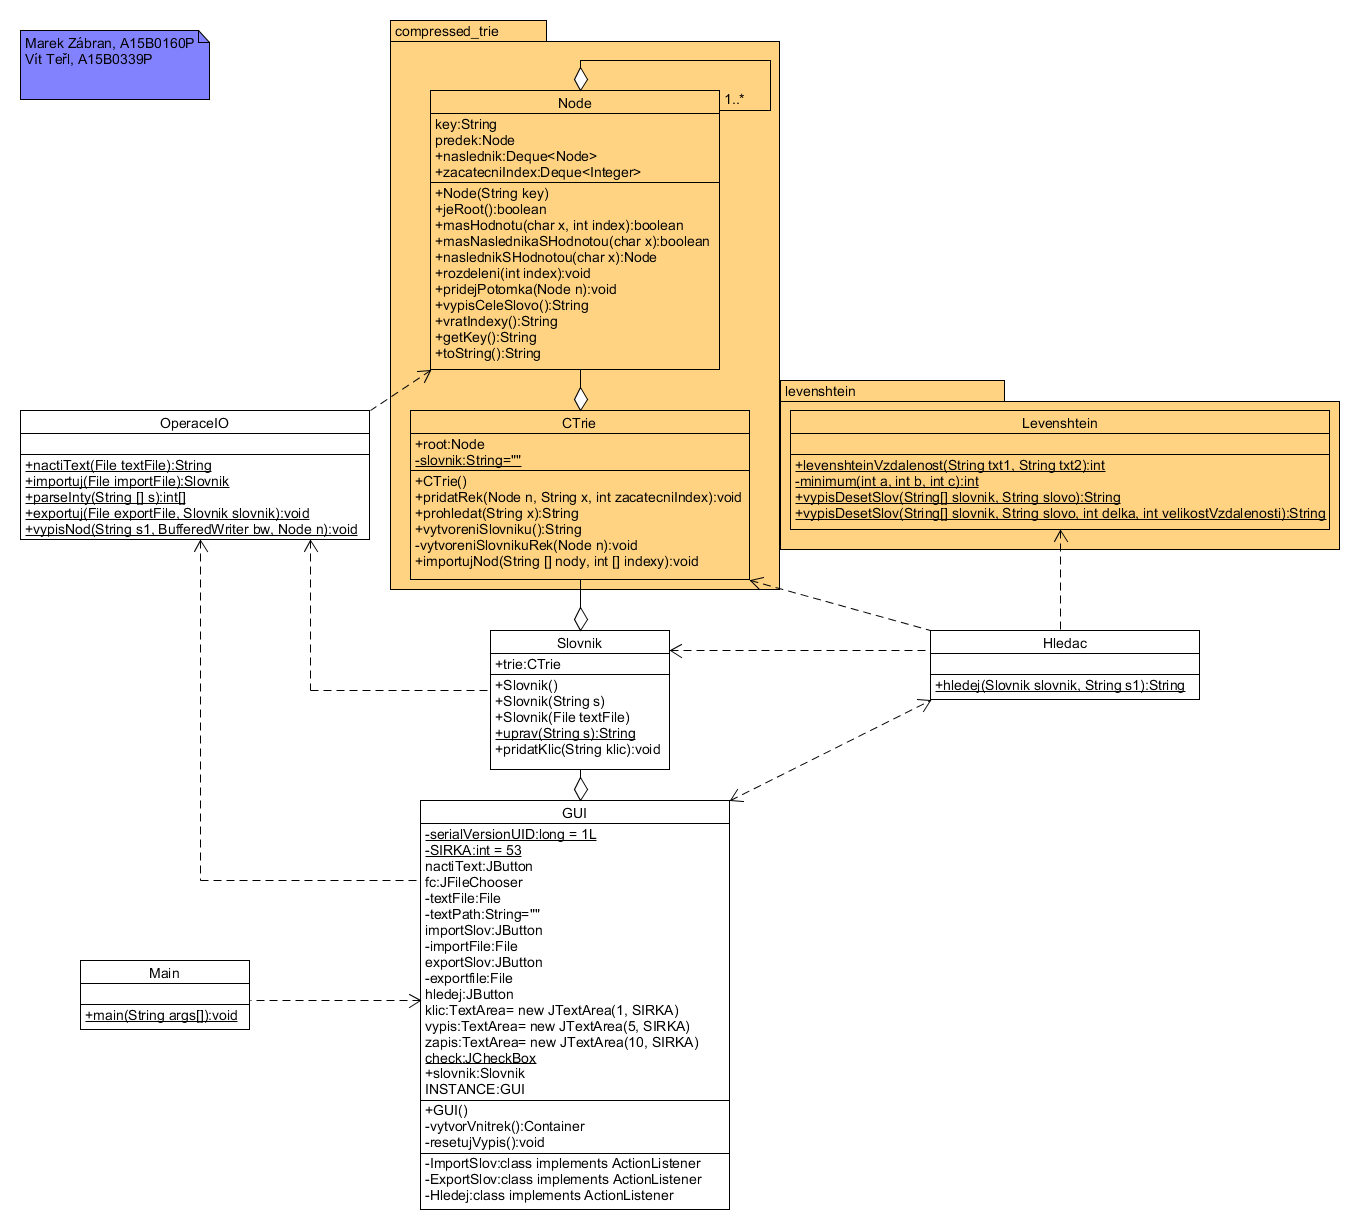 Marek Zábran, A15B0160P
Vít Teřl, A15B0339P
compressed_trie
1..*
Node
key:String
predek:Node
+naslednik:Deque<Node>
+zacatecniIndex:Deque<Integer>
+Node(String key)
+jeRoot():boolean
+masHodnotu(char x, int index):boolean
+masNaslednikaSHodnotou(char x):boolean
+naslednikSHodnotou(char x):Node
+rozdeleni(int index):void
+pridejPotomka(Node n):void
+vypisCeleSlovo():String
+vratIndexy():String
+getKey():String
+toString():String
OperaceIO
+nactiText(File textFile):String
+importuj(File importFile):Slovnik
+parseInty(String [] s):int[]
+exportuj(File exportFile, Slovnik slovnik):void
+vypisNod(String s1, BufferedWriter bw, Node n):void
CTrie
+root:Node
-slovnik:String=""
+CTrie()
+pridatRek(Node n, String x, int zacatecniIndex):void
+prohledat(String x):String
+vytvoreniSlovniku():String
-vytvoreniSlovnikuRek(Node n):void
+importujNod(String [] nody, int [] indexy):void
levenshtein
Levenshtein
+levenshteinVzdalenost(String txt1, String txt2):int
-minimum(int a, int b, int c):int
+vypisDesetSlov(String[] slovnik, String slovo):String
+vypisDesetSlov(String[] slovnik, String slovo, int delka, int velikostVzdalenosti):String
Slovnik
+trie:CTrie
+Slovnik()
+Slovnik(String s)
+Slovnik(File textFile)
+uprav(String s):String
+pridatKlic(String klic):void
Hledac
+hledej(Slovnik slovnik, String s1):String
GUI
-serialVersionUID:long = 1L
-SIRKA:int = 53
nactiText:JButton
fc:JFileChooser
-textFile:File
-textPath:String=""
importSlov:JButton
-importFile:File
exportSlov:JButton
-exportfile:File
hledej:JButton
klic:TextArea= new JTextArea(1, SIRKA)
vypis:TextArea= new JTextArea(5, SIRKA)
zapis:TextArea= new JTextArea(10, SIRKA)
check:JCheckBox
+slovnik:Slovnik
INSTANCE:GUI
+GUI()
-vytvorVnitrek():Container
-resetujVypis():void
-ImportSlov:class implements ActionListener
-ExportSlov:class implements ActionListener
-Hledej:class implements ActionListener
Main
+main(String args[]):void